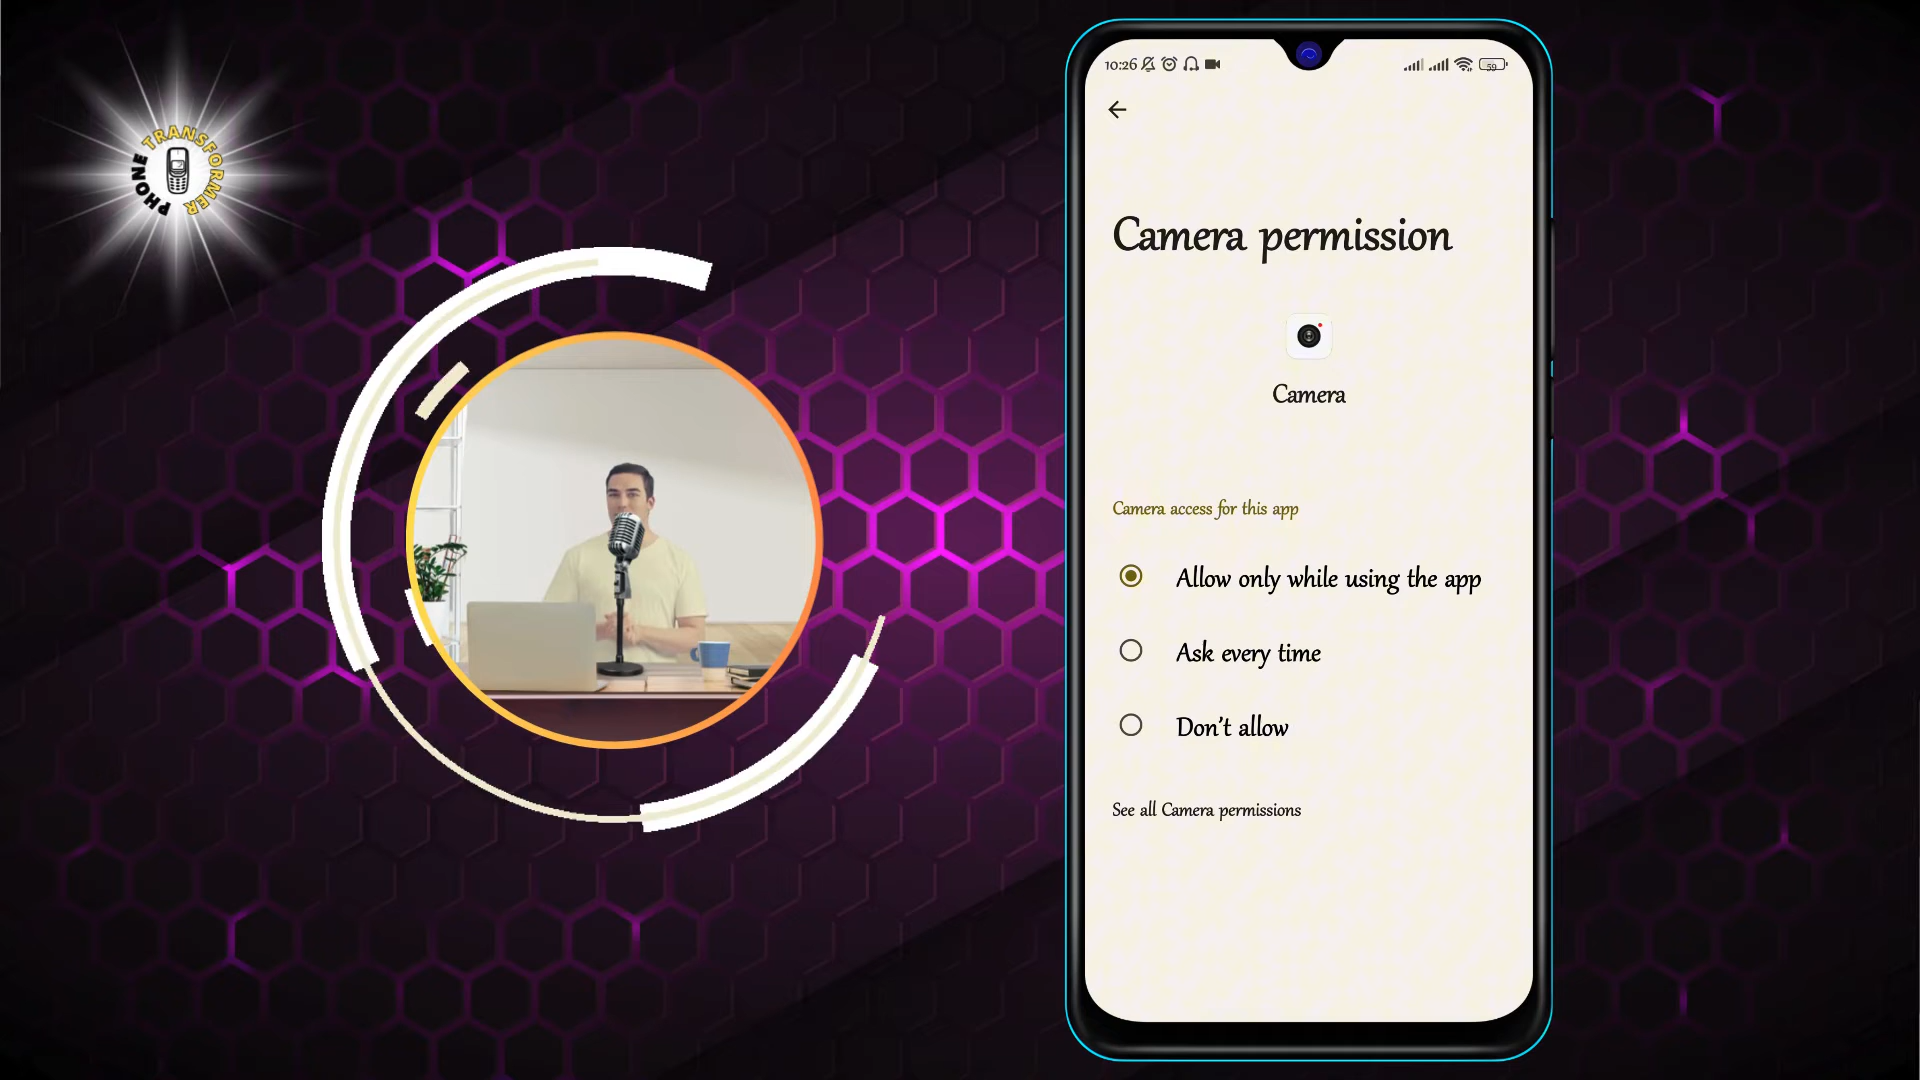 PHONE TRANSFORMER
10:26
59
Camera permission
Camera
Camera access for this app
Allow only while using the app
Ask every time
Don't allow
See all Camera permissions